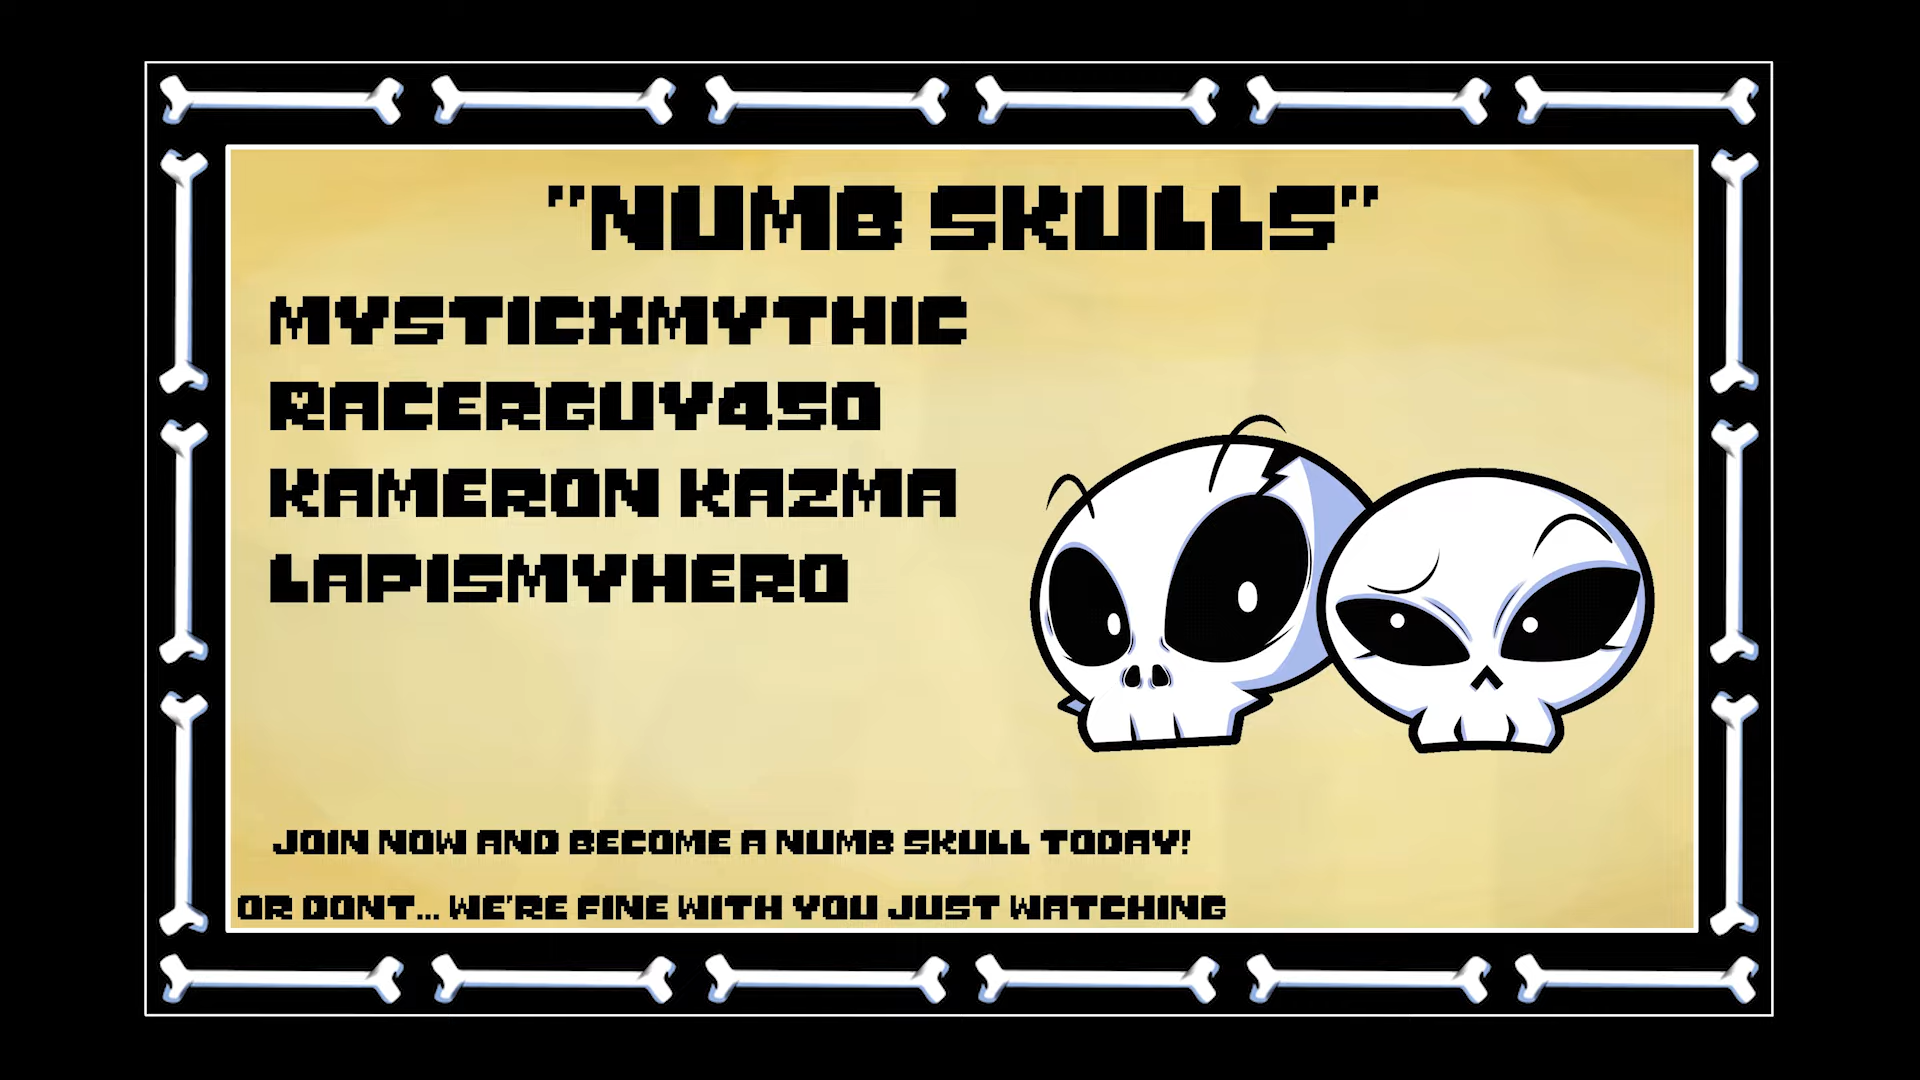 "NUMB SKULLS"
MYSTICXMYTHIC
RACERGUY450
KAMERON KAZMA
LAPISMYHERO
JOIN NOW AND BECOME A NUMB SKULL TODAY!
OR DONT... WE'RE FINE WITH YOU JUST WATCHING